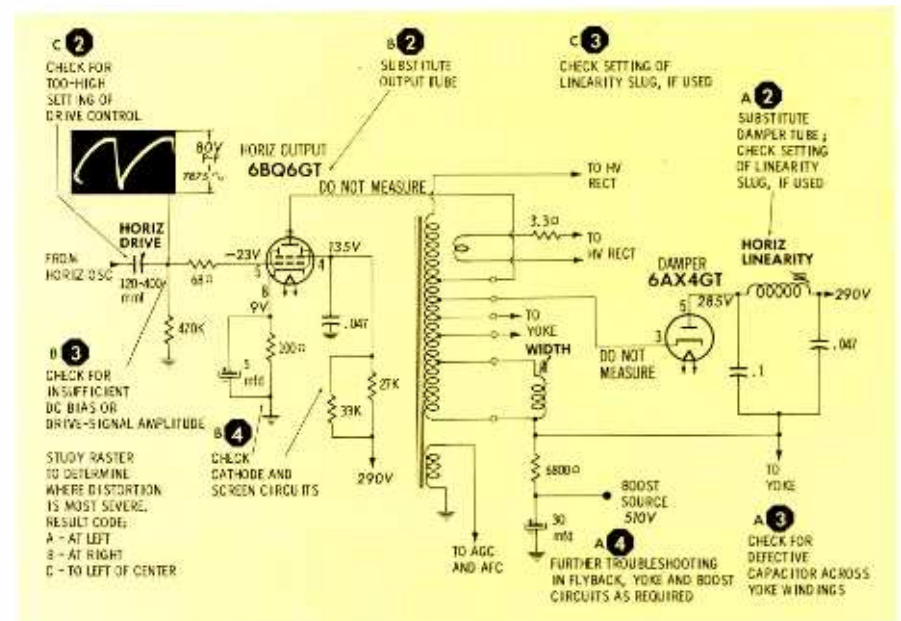 C 2
CHECK FOR
TOO-HIGH
SETTING OF
DRIVE CONTROL
B 2
SUBSTITUTE
OUTPUT TUBE
C 3
CHECK SETTING OF
LINEARITY SLUG, IF USED
A 2
SUBSTITUTE
DAMPER TUBE;
CHECK SETTING
OF LINEARITY
SLUG, IF USED
80V
P-P
7875~
HORIZ OUTPUT
6BQ6GT
DO NOT MEASURE
TO HV
RECT
3.3Ω
TO
HV RECT
HORIZ
DRIVE
FROM
HORIZ OSC
120-400
mmf
68Ω
-23V
5
4
8
135V
9V
470K
5
mfd
100Ω
.047
33K
27K
290V
TO
YOKE
WIDTH
DO NOT
MEASURE
DAMPER
6AX4GT
5
3
285V
HORIZ
LINEARITY
290V
.1
.047
TO
YOKE
B 3
CHECK FOR
INSUFFICIENT
DC BIAS OR
DRIVE-SIGNAL AMPLITUDE
B 4
CHECK
CATHODE AND
SCREEN CIRCUITS
STUDY RASTER
TO DETERMINE
WHERE DISTORTION
IS MOST SEVERE.
RESULT CODE:
A - AT LEFT
B - AT RIGHT
C - TO LEFT OF CENTER
TO AGC
AND AFC
6800Ω
30
mfd
BOOST
SOURCE
510V
A 4
FURTHER TROUBLESHOOTING
IN FLYBACK, YOKE AND BOOST
CIRCUITS AS REQUIRED
A 3
CHECK FOR
DEFECTIVE
CAPACITOR ACROSS
YOKE WINDINGS